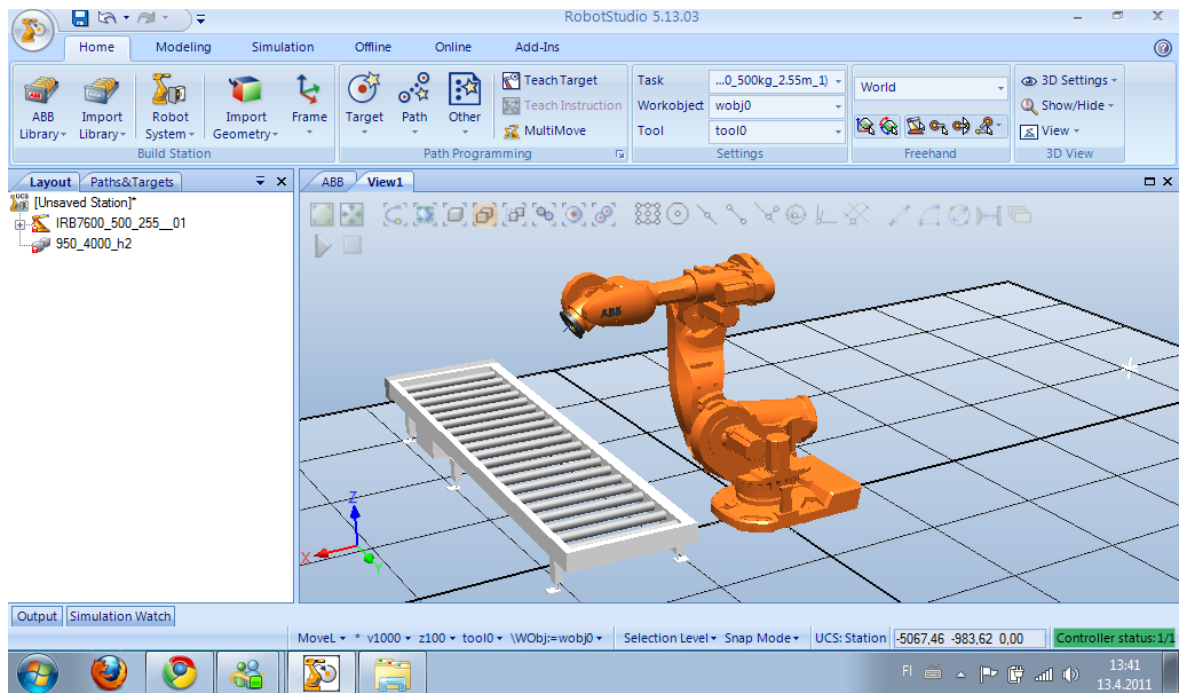 RobotStudio 5.13.03
Home Modeling Simulation Offline Online Add-Ins
ABB Library
Import Library
Robot System
Import Geometry
Frame
Build Station
Target
Path
Other
Teach Target
Teach Instruction
MultiMove
Path Programming
Task ...0_500kg_2.55m_1)
Workobject wobj0
Tool tool0
Settings
World
Freehand
3D Settings
Show/Hide
View
3D View
Layout Paths&Targets
UCS [Unsaved Station]*
IRB7600_500_255__01
950_4000_h2
ABB View1
ABB
Z
X
Y
Output Simulation Watch
MoveL * v1000 z100 tool0 \WObj:=wobj0 Selection Level Snap Mode UCS: Station -5067,46 -983,62 0,00 Controller status: 1/1
FI 13:41
13.4.2011